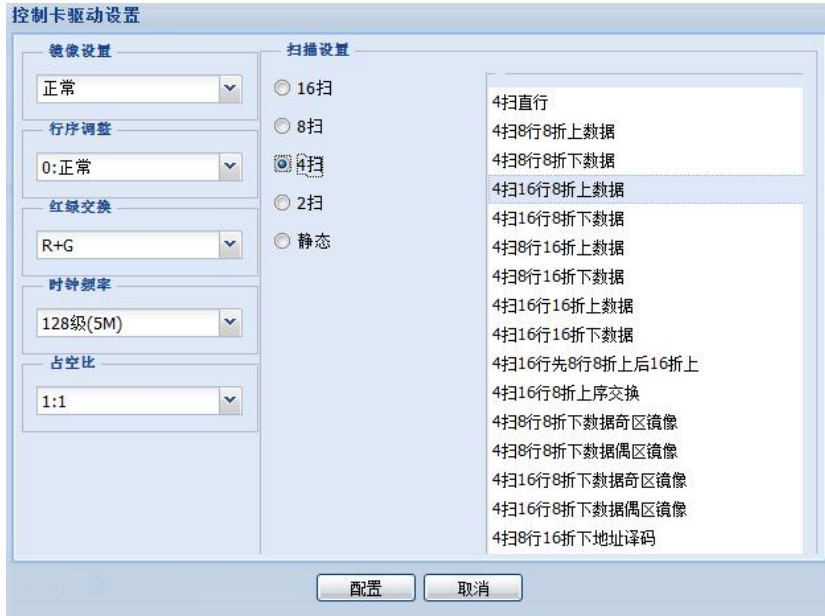 控制卡驱动设置
镜像设置
正常
行序调整
0:正常
红绿交换
R+G
时钟频率
128级(5M)
占空比
1:1
扫描设置
16扫
8扫
4扫
2扫
静态
4扫直行
4扫8行8折上数据
4扫8行8折下数据
4扫16行8折上数据
4扫16行8折下数据
4扫8行16折上数据
4扫8行16折下数据
4扫16行16折上数据
4扫16行16折下数据
4扫16行先8行8折上后16折上
4扫16行8折上序交换
4扫8行8折下数据奇区镜像
4扫8行8折下数据偶区镜像
4扫16行8折下数据奇区镜像
4扫16行8折下数据偶区镜像
4扫8行16折下地址译码
配置
取消